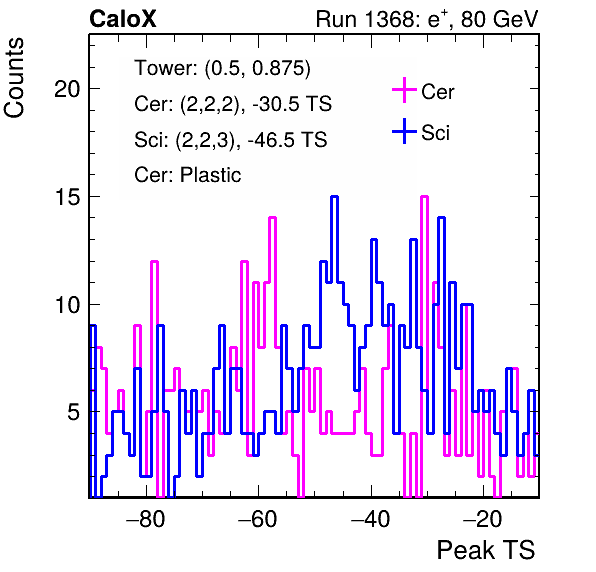 CaloX Run 1368: e⁺, 80 GeV
Tower: (0.5, 0.875)
Cer: (2,2,2), -30.5 TS
Sci: (2,2,3), -46.5 TS
Cer: Plastic
Cer
Sci
Counts
20
15
10
5
−80 −60 −40 −20
Peak TS